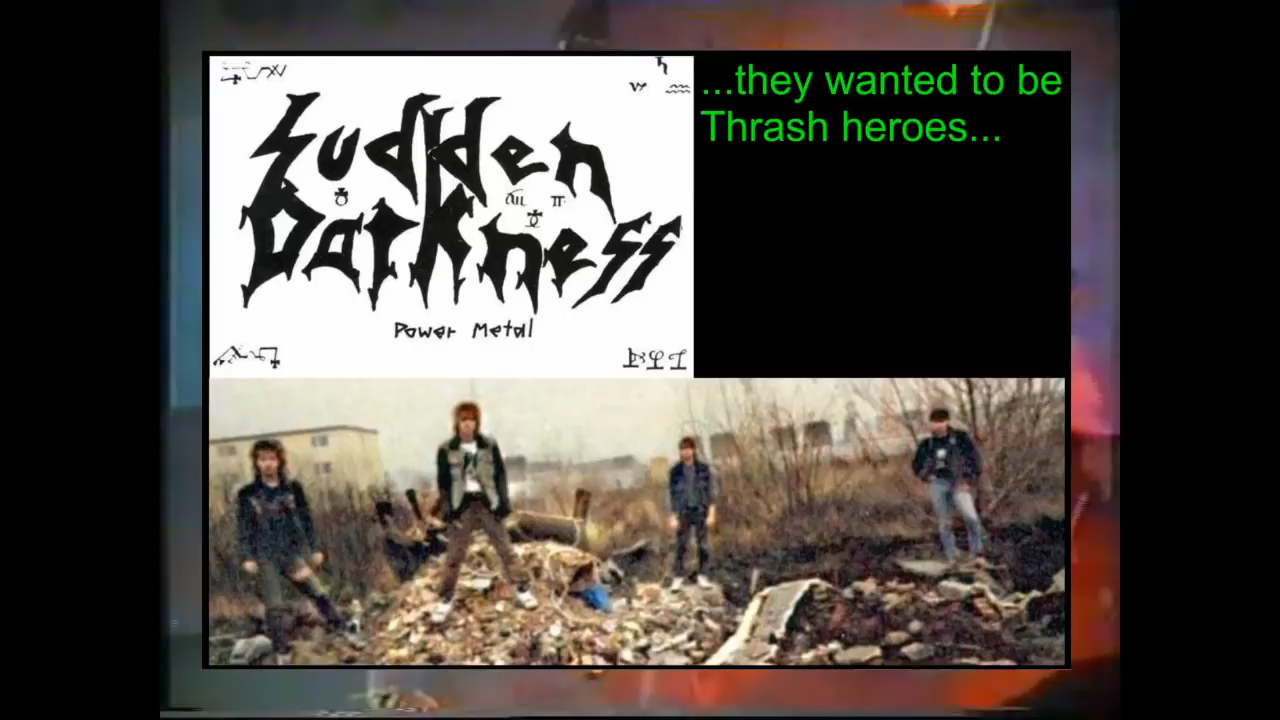 Sudden
Darkness
Power Metal
...they wanted to be
Thrash heroes...